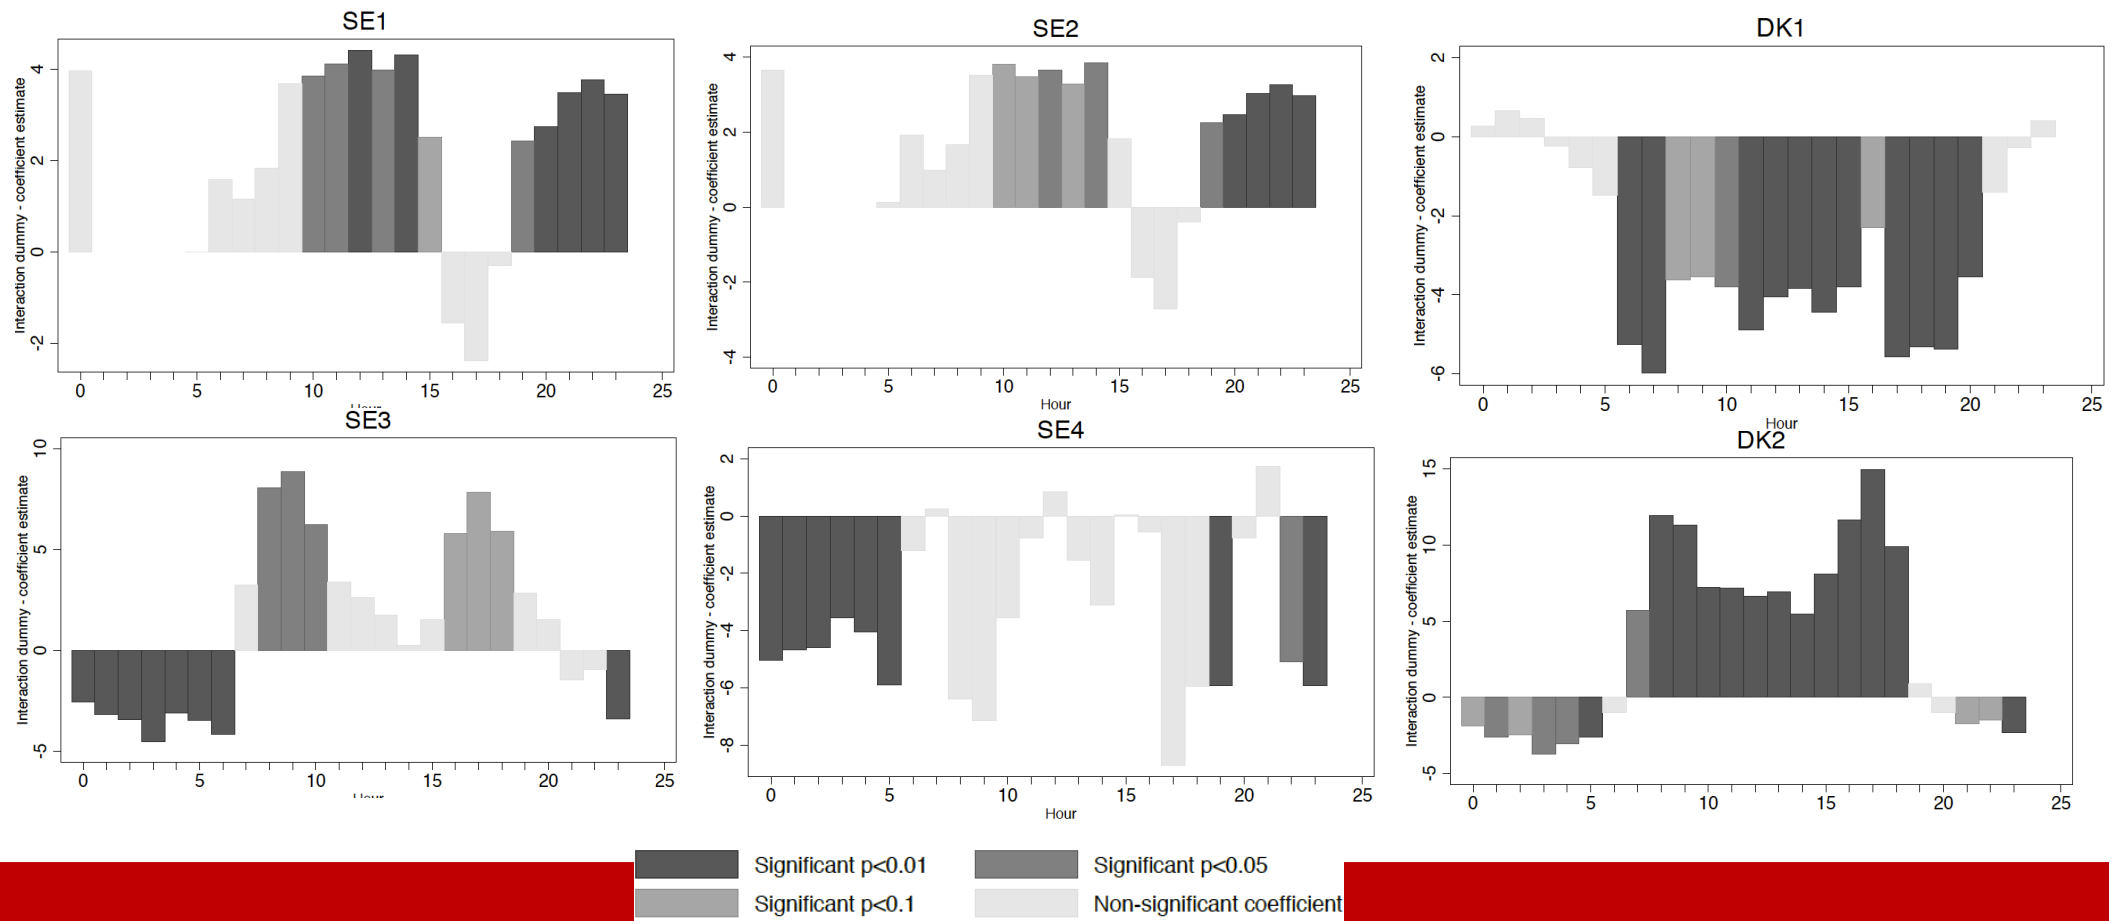 SE1
Interaction dummy - coefficient estimate
4
2
0
-2
0 5 10 15 20 25
Hour
SE2
Interaction dummy - coefficient estimate
4
2
0
-2
-4
0 5 10 15 20 25
Hour
DK1
Interaction dummy - coefficient estimate
2
0
-2
-4
-6
0 5 10 15 20 25
Hour
SE3
Interaction dummy - coefficient estimate
10
5
0
-5
0 5 10 15 20 25
Hour
SE4
Interaction dummy - coefficient estimate
2
0
-2
-4
-6
-8
0 5 10 15 20 25
Hour
DK2
Interaction dummy - coefficient estimate
15
10
5
0
-5
0 5 10 15 20 25
Significant p<0.01
Significant p<0.05
Significant p<0.1
Non-significant coefficient